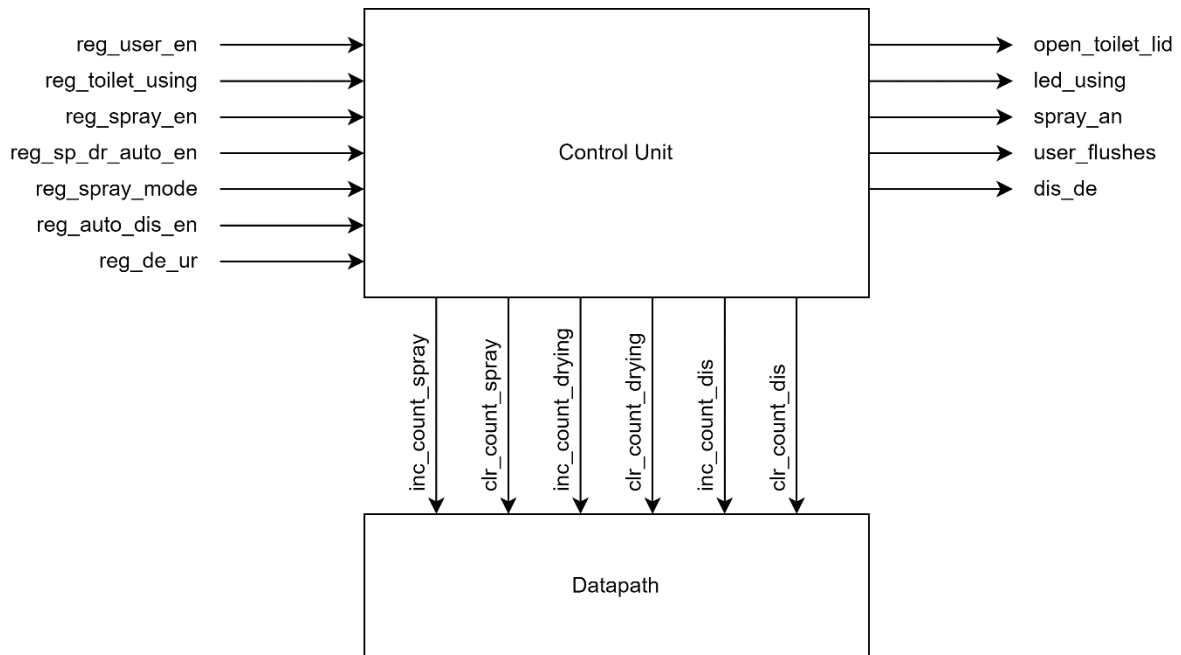 reg_user_en
reg_toilet_using
reg_spray_en
reg_sp_dr_auto_en
reg_spray_mode
reg_auto_dis_en
reg_de_ur
Control Unit
open_toilet_lid
led_using
spray_an
user_flushes
dis_de
inc_count_spray
clr_count_spray
inc_count_drying
clr_count_drying
inc_count_dis
clr_count_dis
Datapath